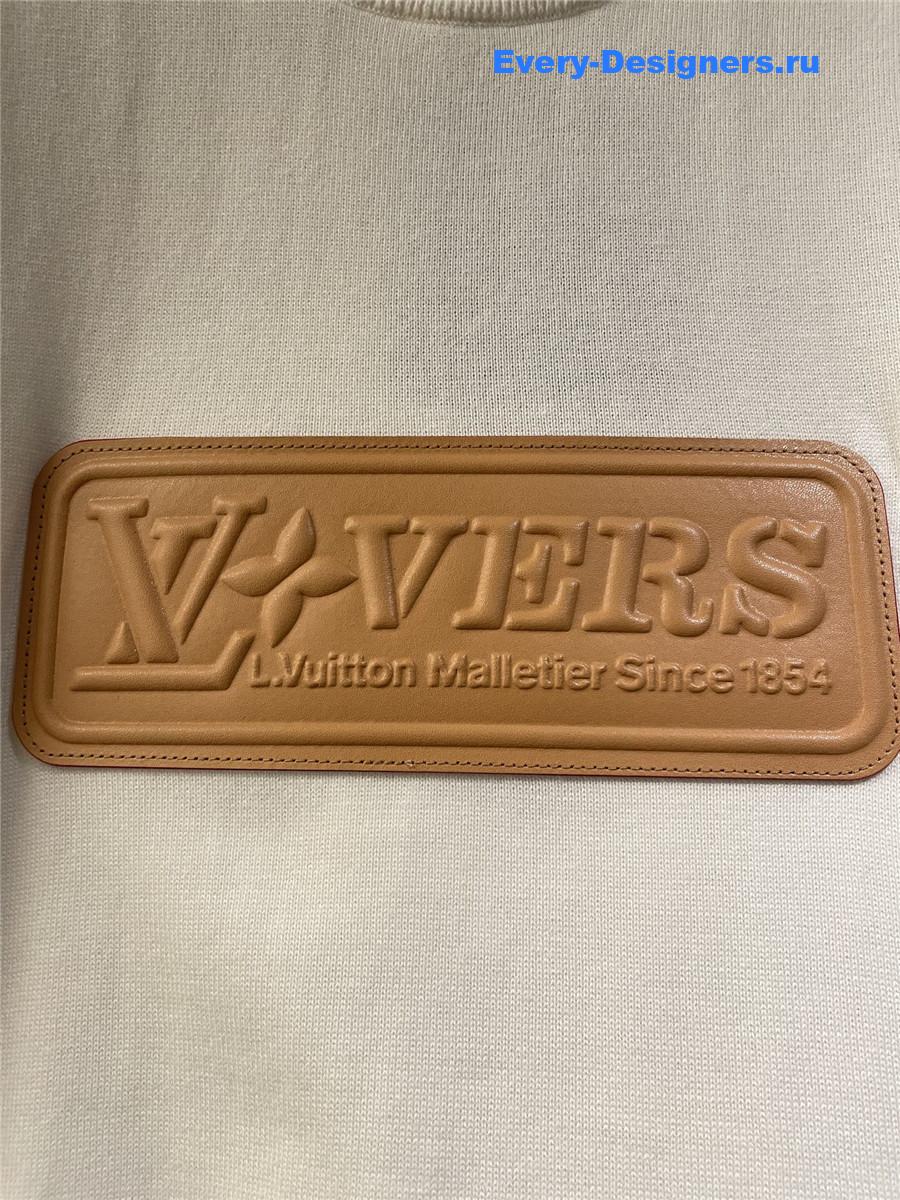 Every-Designers.ru
LV VERS
L.Vuitton Malletier Since 1854